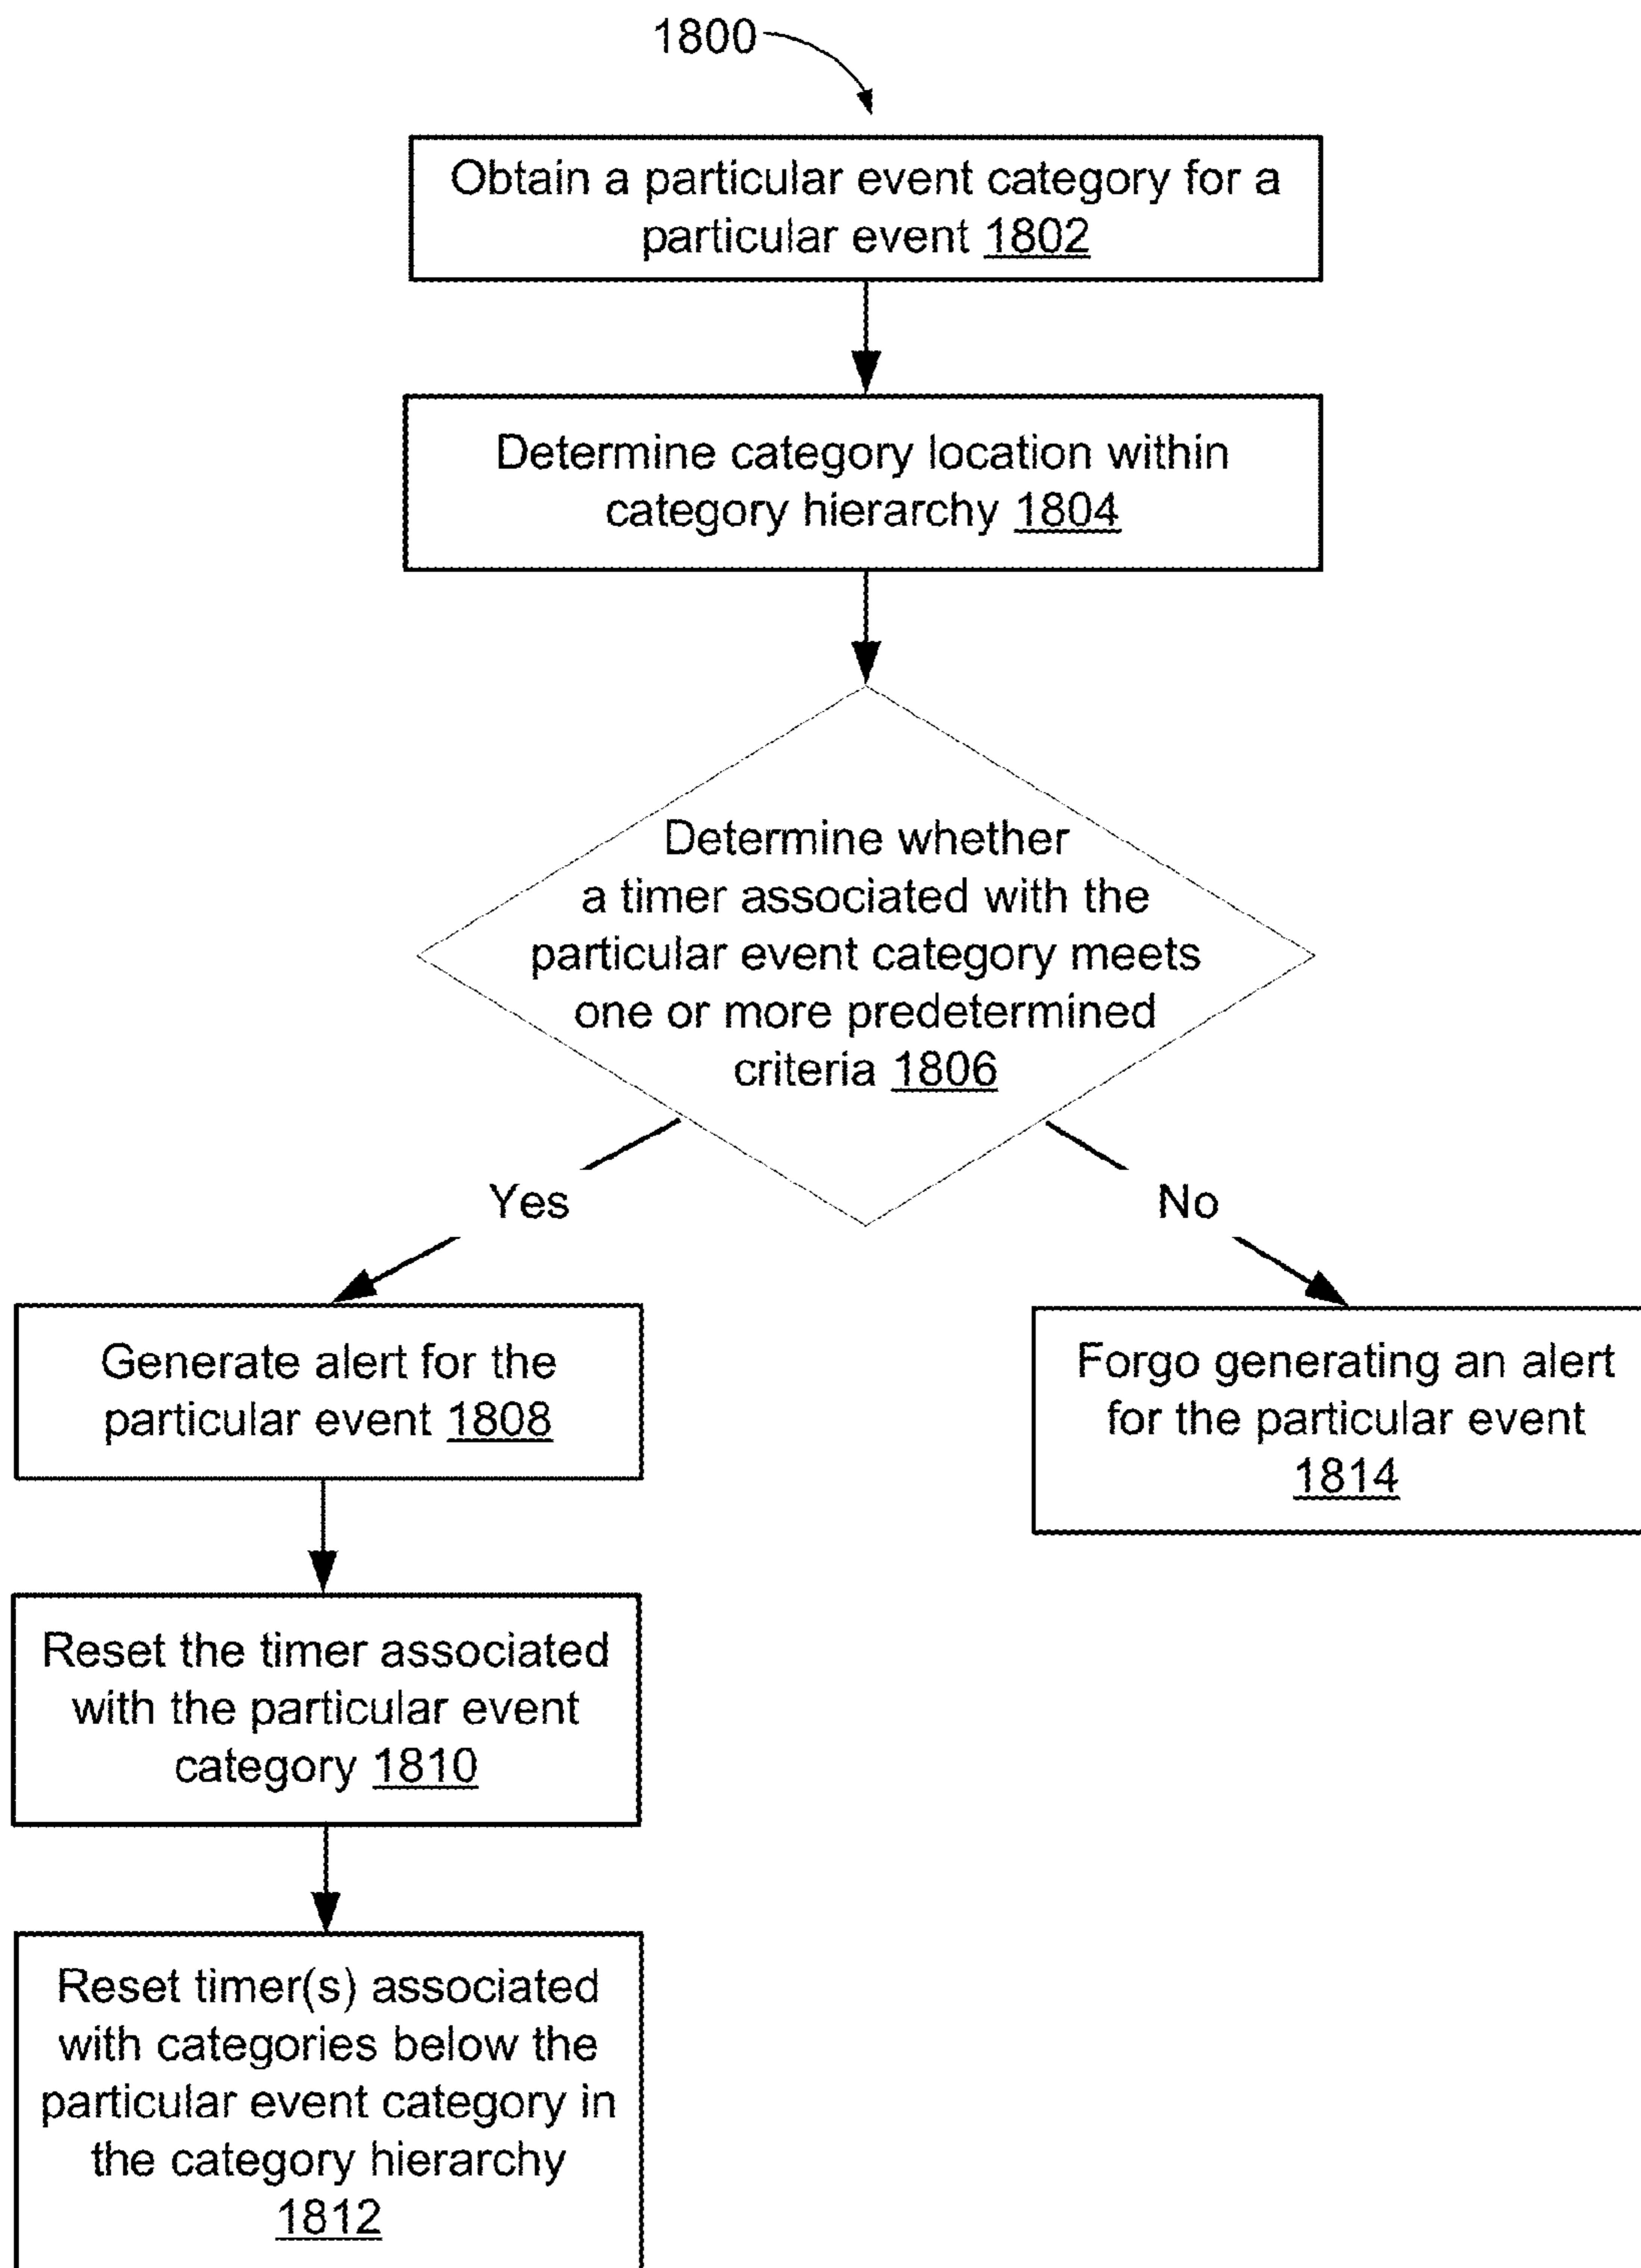 1800
Obtain a particular event category for a
particular event 1802
Determine category location within
category hierarchy 1804
Determine whether
a timer associated with the
particular event category meets
one or more predetermined
criteria 1806
Yes
No
Generate alert for the
particular event 1808
Forgo generating an alert
for the particular event
1814
Reset the timer associated
with the particular event
category 1810
Reset timer(s) associated
with categories below the
particular event category in
the category hierarchy
1812